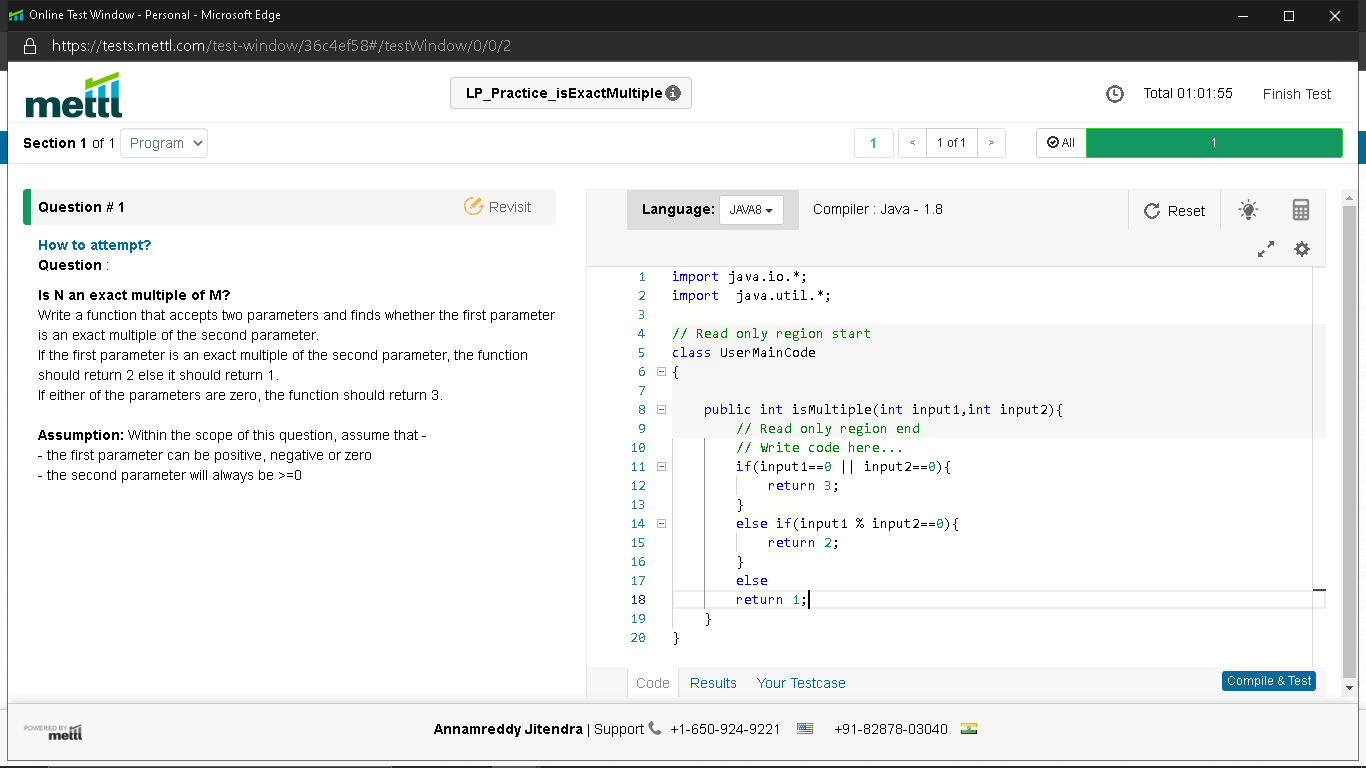 Online Test Window - Personal - Microsoft Edge
https://tests.mettl.com/test-window/36c4ef58#/testWindow/0/0/2
mettl
LP_Practice_isExactMultiple
Total 01:01:55
Finish Test
Section 1 of 1
Program
1
<
1 of 1
>
All
1
Question # 1
Revisit
How to attempt?
Question :
Is N an exact multiple of M?
Write a function that accepts two parameters and finds whether the first parameter
is an exact multiple of the second parameter.
If the first parameter is an exact multiple of the second parameter, the function
should return 2 else it should return 1.
If either of the parameters are zero, the function should return 3.
Assumption: Within the scope of this question, assume that -
- the first parameter can be positive, negative or zero
- the second parameter will always be >=0
Language: JAVA8
Compiler : Java - 1.8
Reset
1 import java.io.*;
2 import  java.util.*;
3
4 // Read only region start
5 class UserMainCode
6 {
7
8     public int isMultiple(int input1,int input2){
9         // Read only region end
10         // Write code here...
11         if(input1==0 || input2==0){
12             return 3;
13         }
14         else if(input1 % input2==0){
15             return 2;
16         }
17         else
18         return 1;
19     }
20 }
Code
Results
Your Testcase
Compile & Test
POWERED BY
mettl
Annamreddy Jitendra | Support +1-650-924-9221 +91-82878-03040